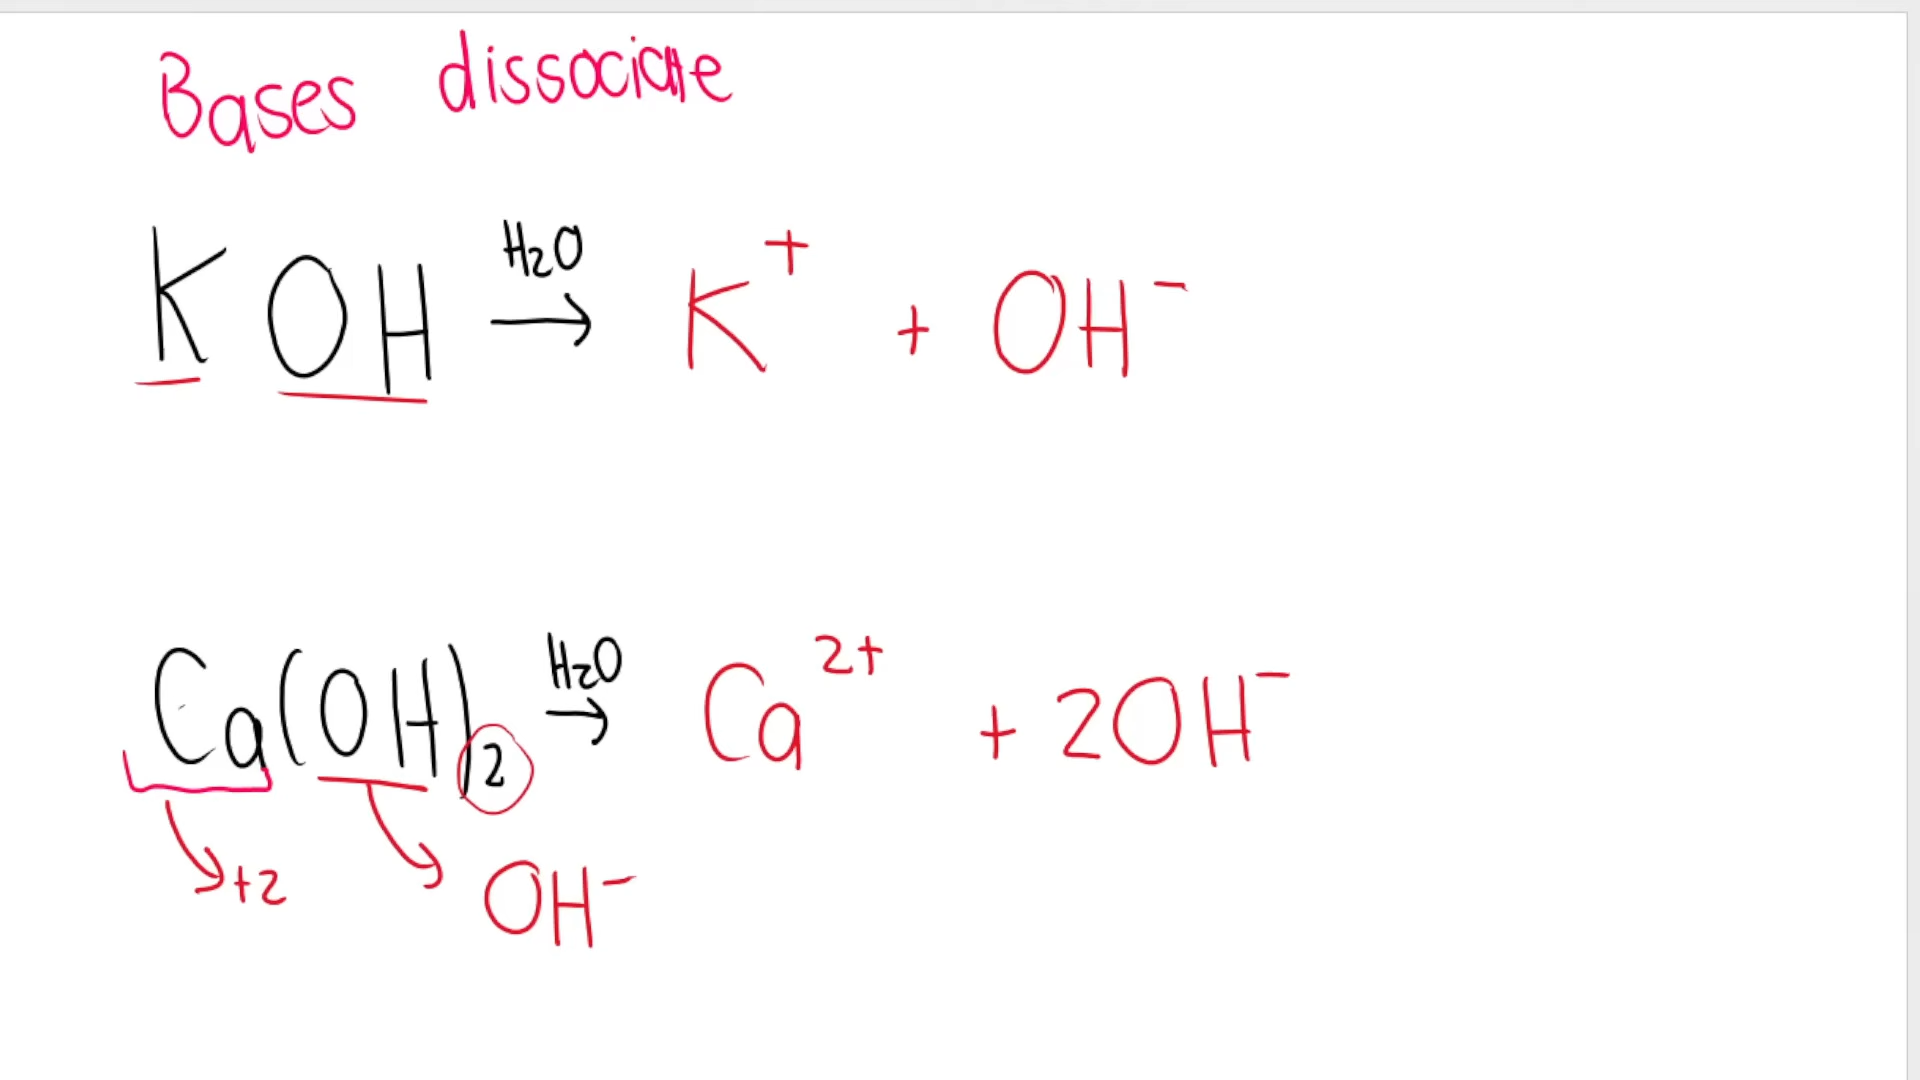 Bases dissociate
KOH H₂O → K⁺ + OH⁻
Ca(OH)₂ H₂O → Ca²⁺ + 2OH⁻
+2 OH⁻